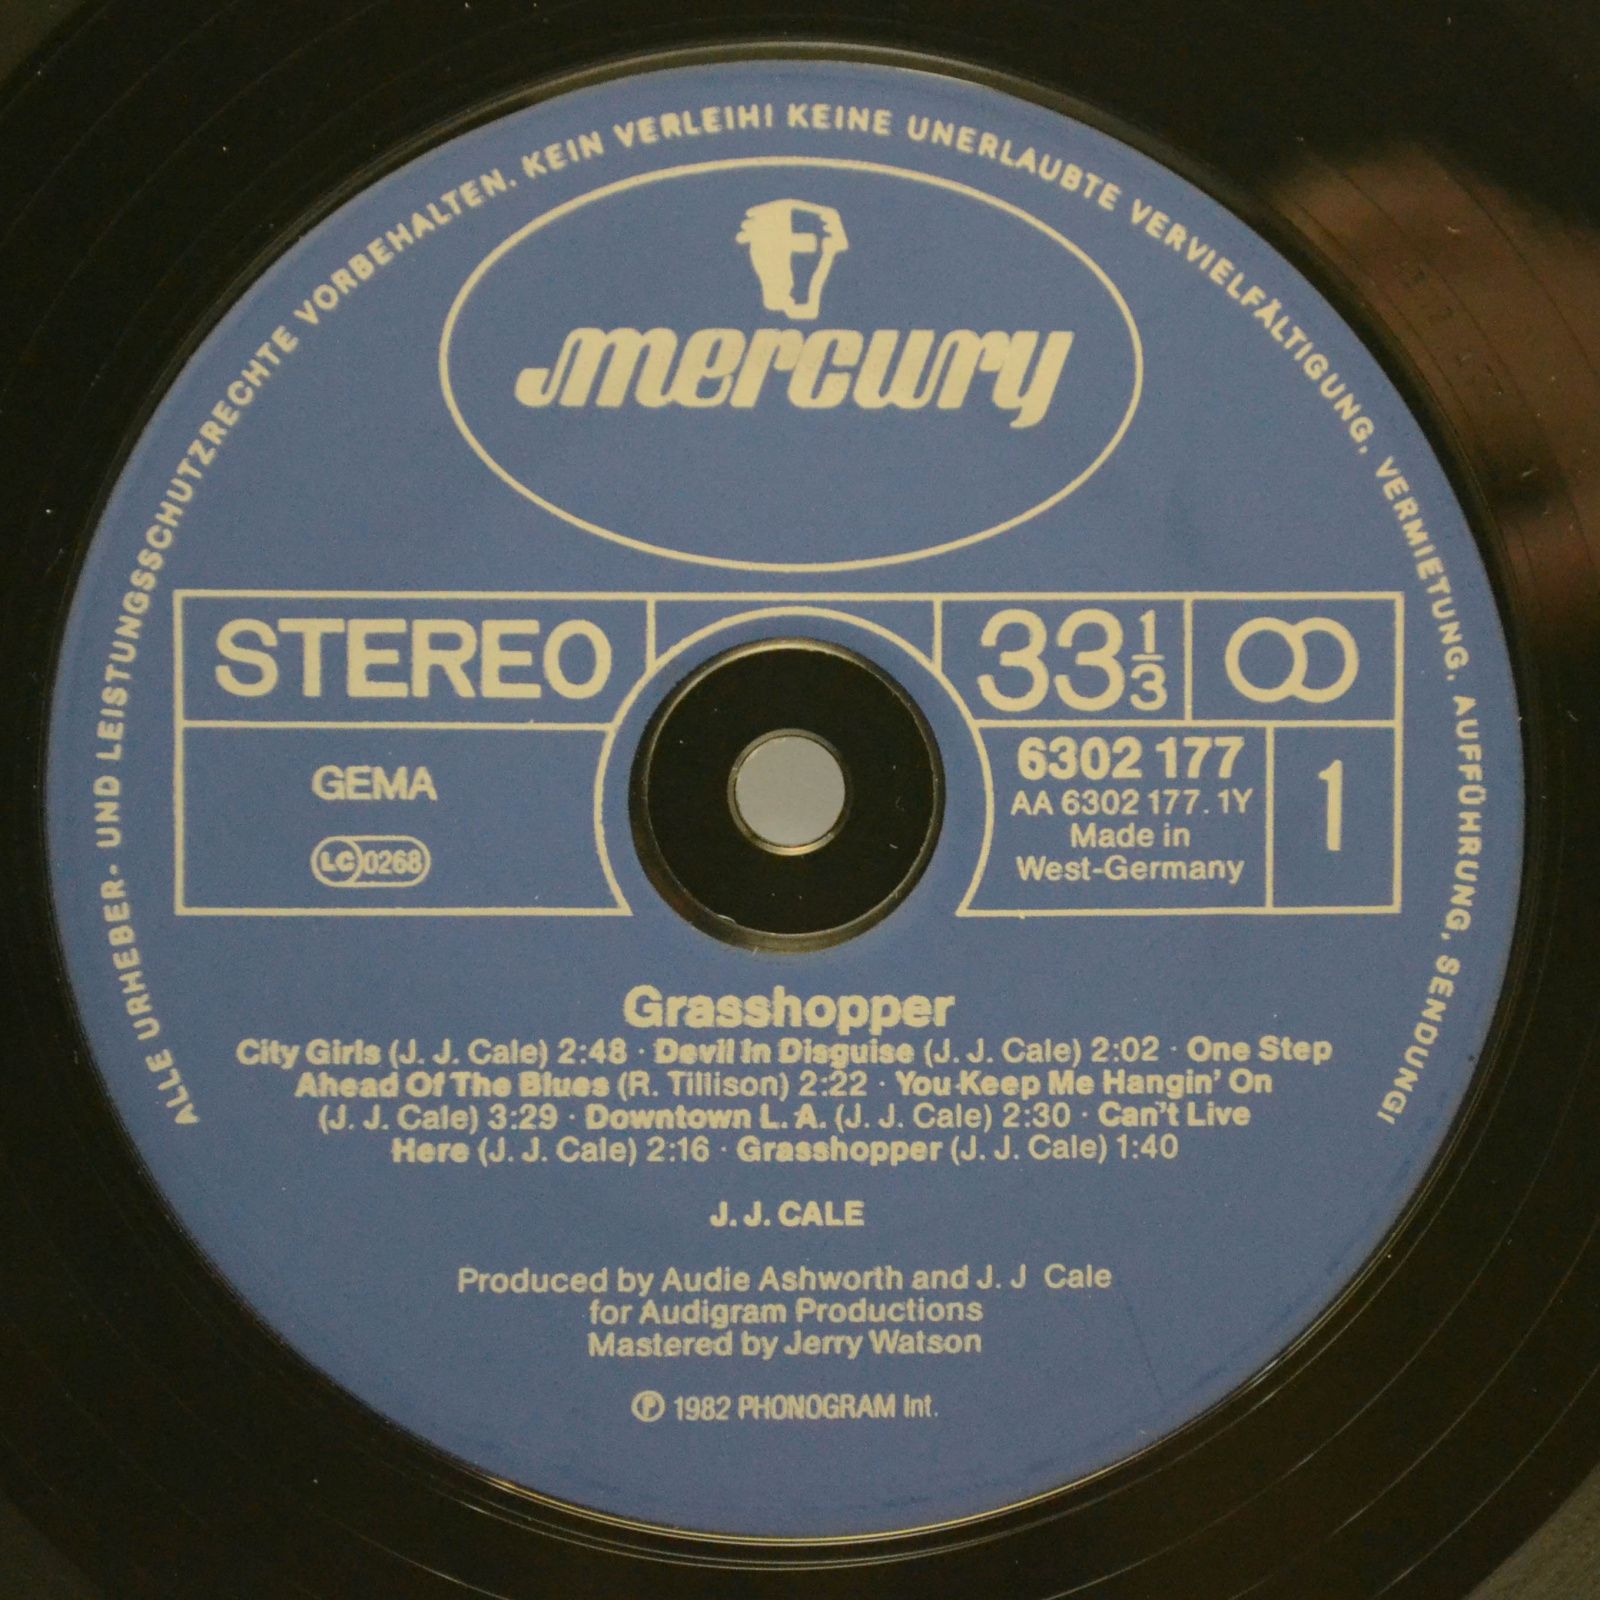 ALLE URHEBER- UND LEISTUNGSSCHUTZRECHTE VORBEHALTEN. KEIN VERLEIH! KEINE UNERLAUBTE VERVIELFÄLTIGUNG, VERMIETUNG, AUFFÜHRUNG, SENDUNG!
mercury
STEREO
33 1/3
GEMA
LC 0268
6302 177
AA 6302 177. 1Y
Made in
West-Germany
1
Grasshopper
City Girls (J. J. Cale) 2:48 · Devil In Disguise (J. J. Cale) 2:02 · One Step
Ahead Of The Blues (R. Tillison) 2:22 · You Keep Me Hangin' On
(J. J. Cale) 3:29 · Downtown L. A. (J. J. Cale) 2:30 · Can't Live
Here (J. J. Cale) 2:16 · Grasshopper (J. J. Cale) 1:40
J. J. CALE
Produced by Audie Ashworth and J. J Cale
for Audigram Productions
Mastered by Jerry Watson
℗ 1982 PHONOGRAM Int.